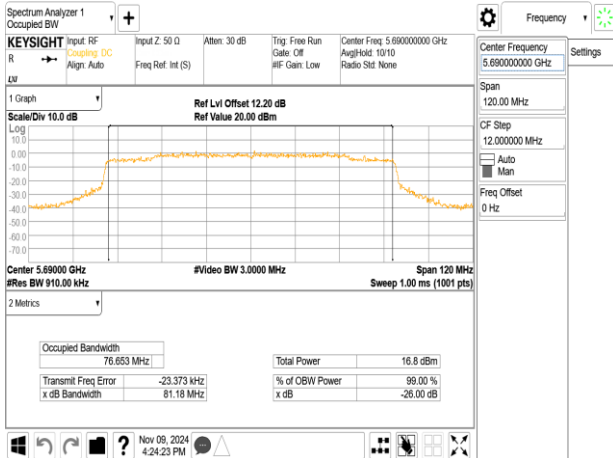 Spectrum Analyzer 1
Occupied BW
▼
+
Frequency
▼
KEYSIGHT
Input: RF
Input Z: 50 Ω
Atten: 30 dB
Trig: Free Run
Center Freq: 5.690000000 GHz
R
Coupling: DC
Gate: Off
Avg|Hold: 10/10
Align: Auto
Freq Ref: Int (S)
#IF Gain: Low
Radio Std: None
LXI
Center Frequency
5.690000000 GHz
Settings
Span
120.00 MHz
CF Step
12.000000 MHz
Auto
Man
Freq Offset
0 Hz
1 Graph
▼
Ref Lvl Offset 12.20 dB
Scale/Div 10.0 dB
Ref Value 20.00 dBm
Log
10.0
0.00
-10.0
-20.0
-30.0
-40.0
-50.0
-60.0
-70.0
Center 5.69000 GHz
#Video BW 3.0000 MHz
Span 120 MHz
#Res BW 910.00 kHz
Sweep 1.00 ms (1001 pts)
2 Metrics
▼
Occupied Bandwidth
76.653 MHz
Total Power
16.8 dBm
Transmit Freq Error
-23.373 kHz
% of OBW Power
99.00 %
x dB Bandwidth
81.18 MHz
x dB
-26.00 dB
?
Nov 09, 2024
4:24:23 PM